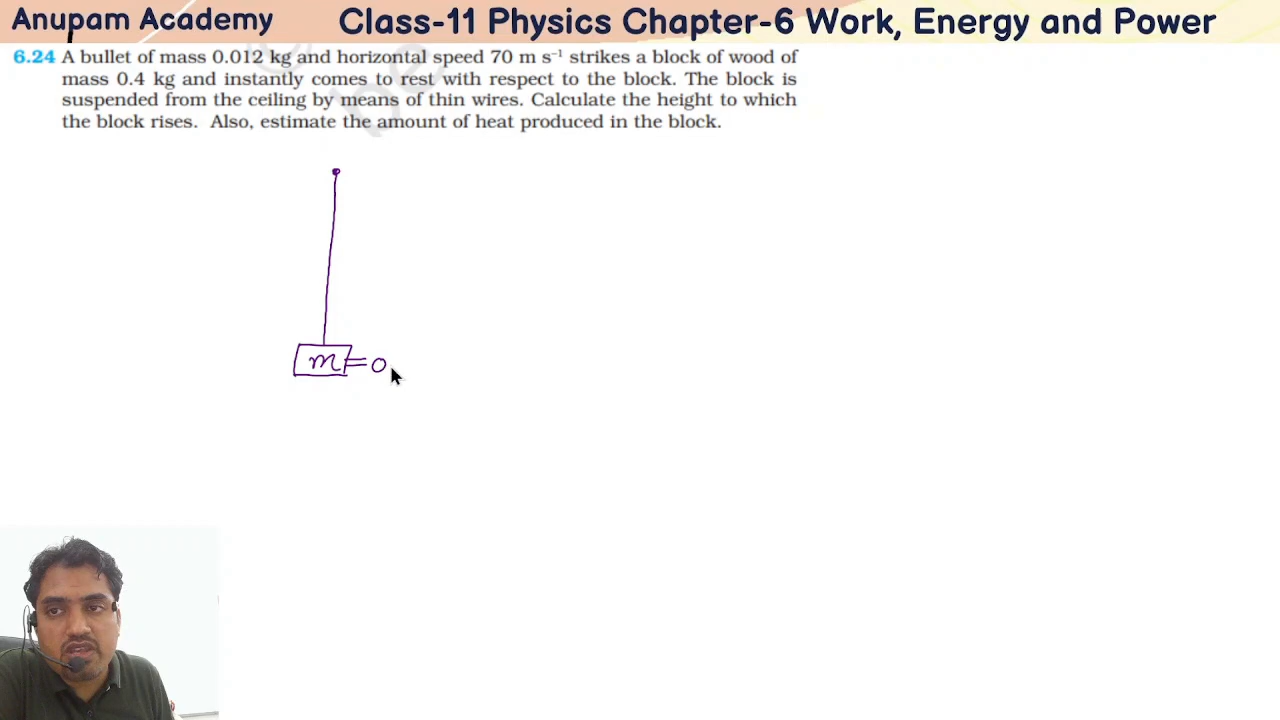 Anupam Academy Class-11 Physics Chapter-6 Work, Energy and Power
6.24 A bullet of mass 0.012 kg and horizontal speed 70 m s⁻¹ strikes a block of wood of
mass 0.4 kg and instantly comes to rest with respect to the block. The block is
suspended from the ceiling by means of thin wires. Calculate the height to which
the block rises. Also, estimate the amount of heat produced in the block.
m=0